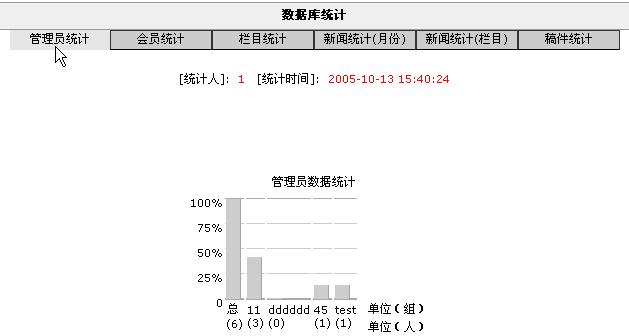 数据库统计
管理员统计 会员统计 栏目统计 新闻统计(月份) 新闻统计(栏目) 稿件统计
[统计人]: 1 [统计时间]: 2005-10-13 15:40:24
管理员数据统计
100%
75%
50%
25%
0
总 11 dddddd 45 test 单位(组)
(6) (3) (0) (1) (1) 单位(人)